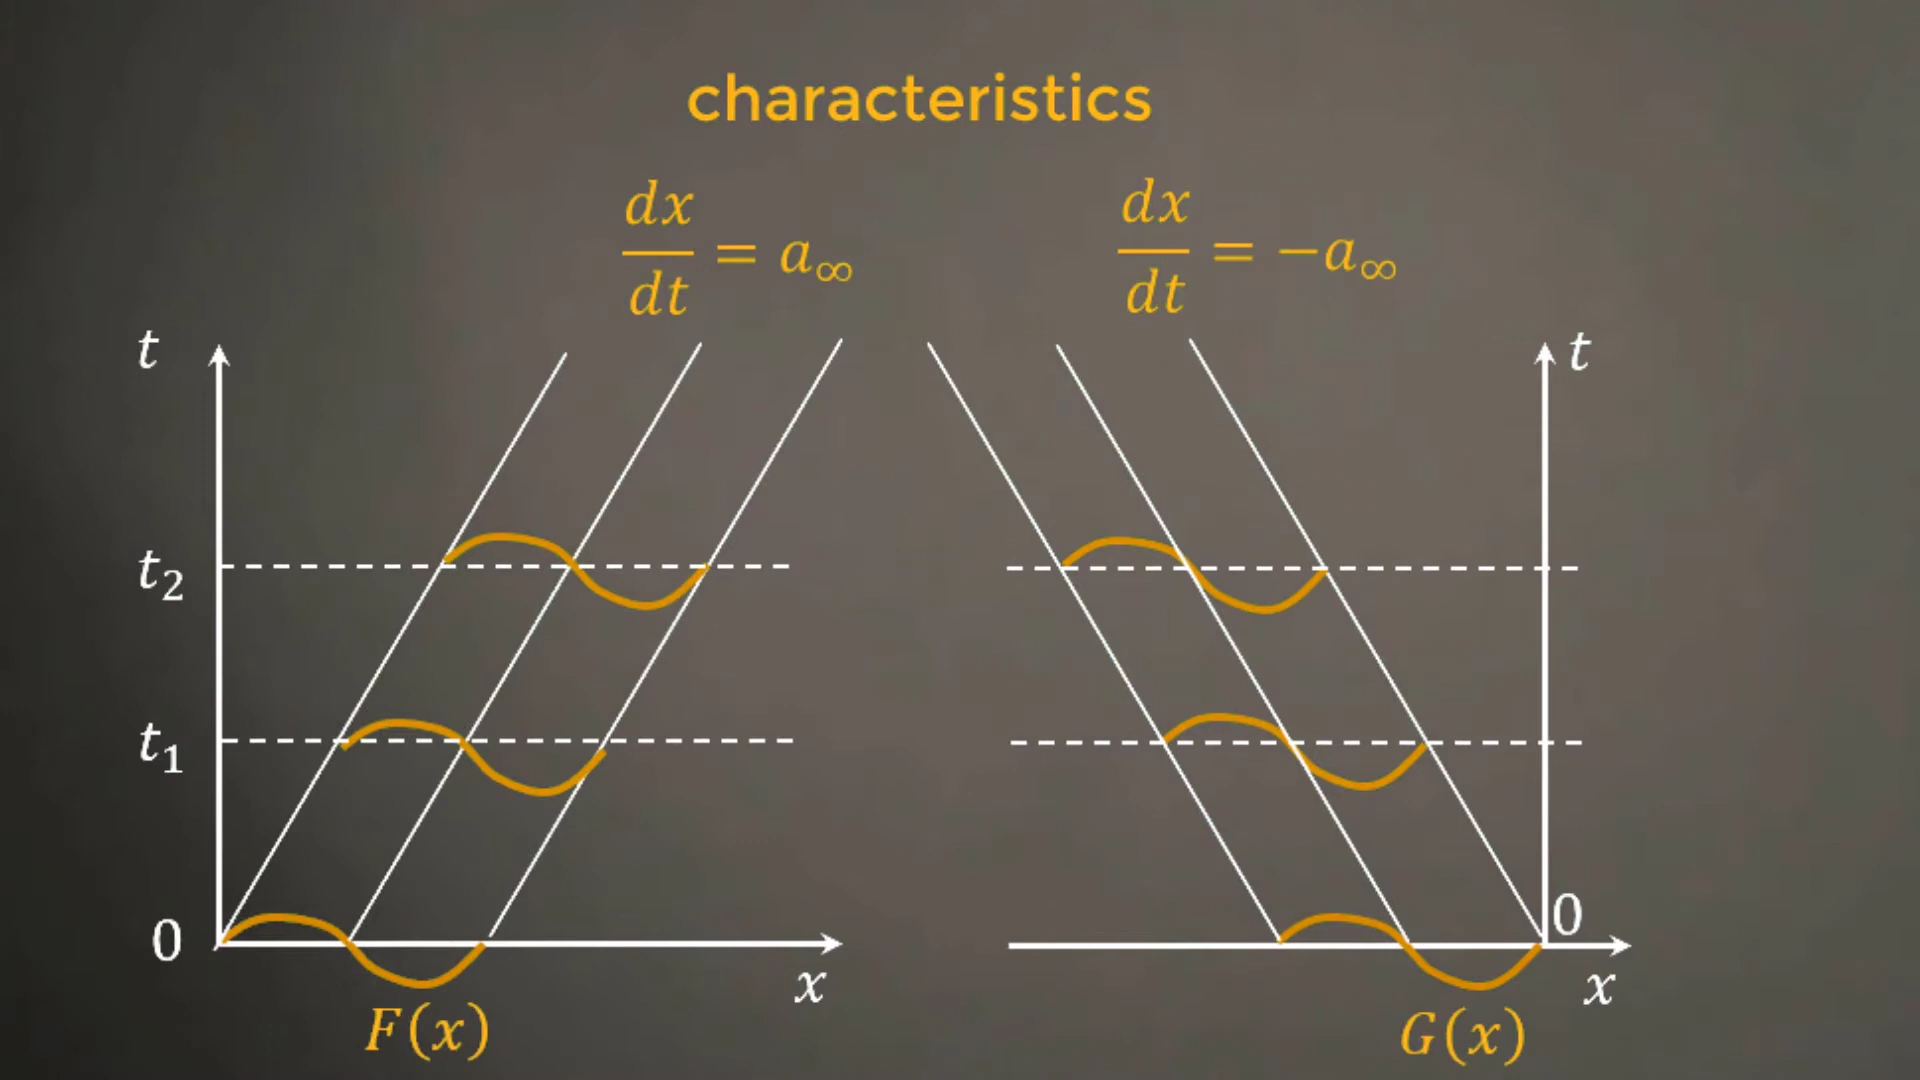 characteristics
dx/dt = a∞
dx/dt = −a∞
t
t
t₂
t₁
0
0
x
x
F(x)
G(x)